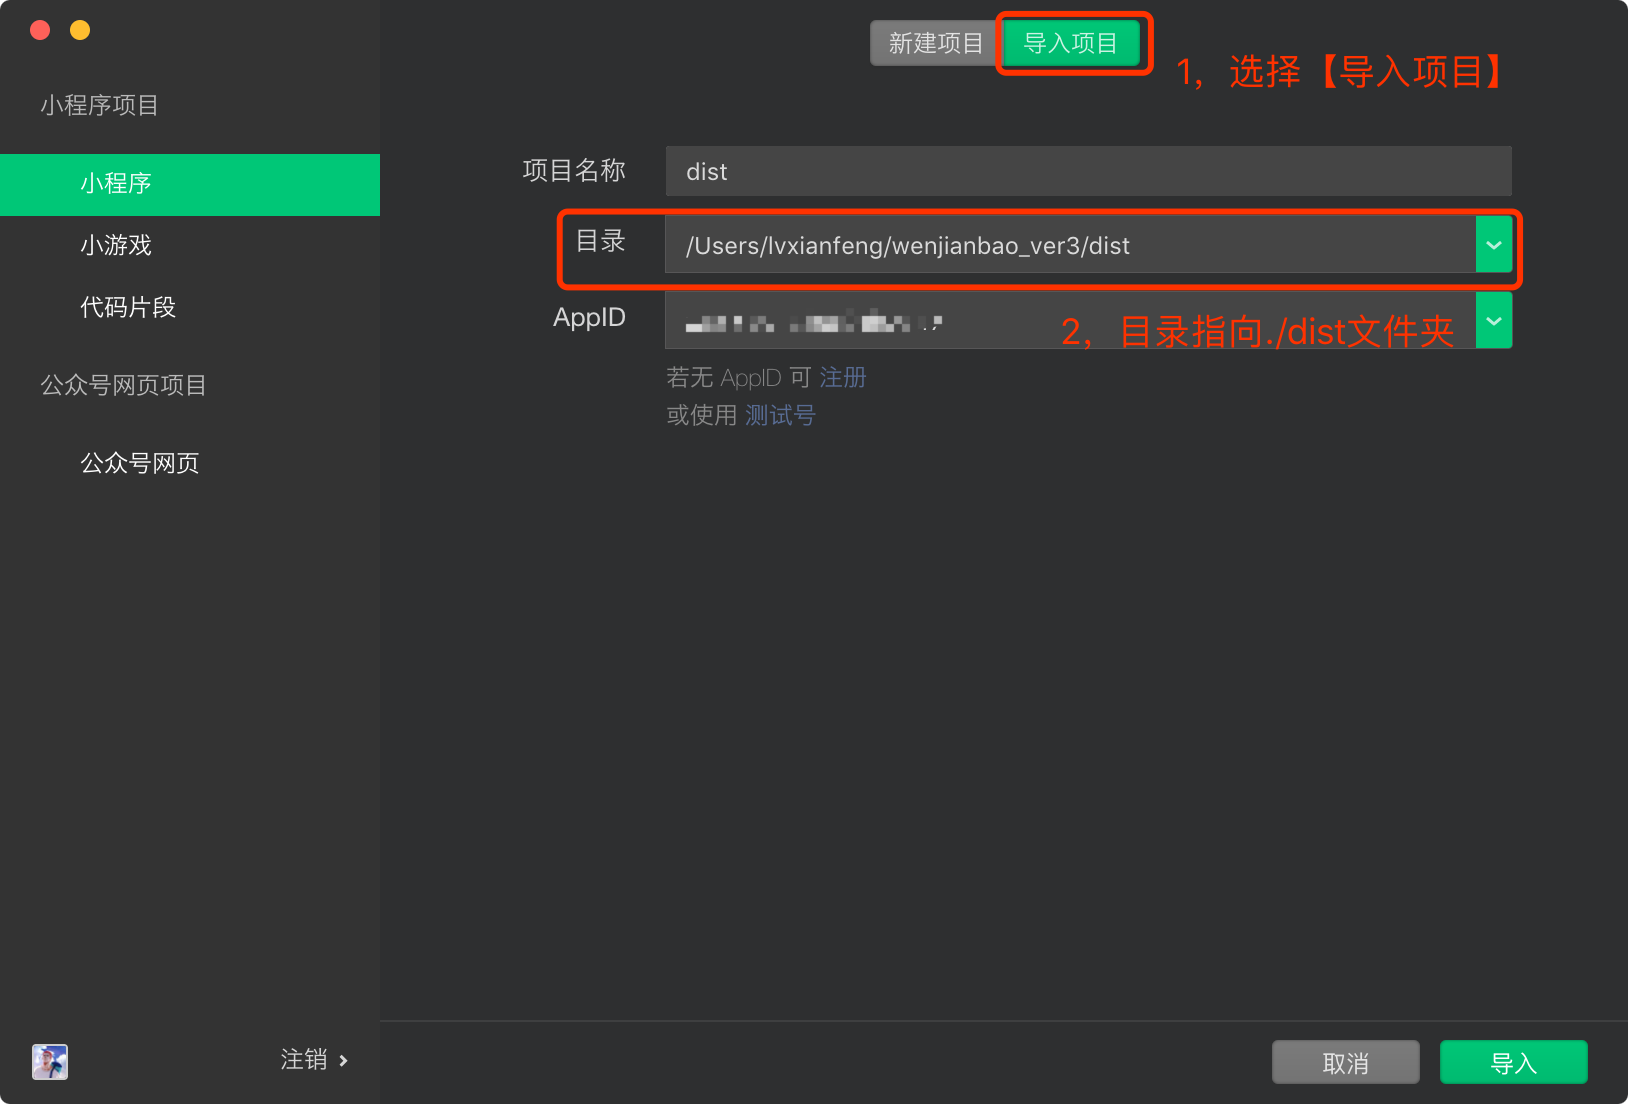 小程序项目
小程序
小游戏
代码片段
公众号网页项目
公众号网页
注销
新建项目
导入项目
1，选择【导入项目】
项目名称
dist
目录
/Users/lvxianfeng/wenjianbao_ver3/dist
AppID
2，目录指向./dist文件夹
若无 AppID 可 注册
或使用 测试号
取消
导入